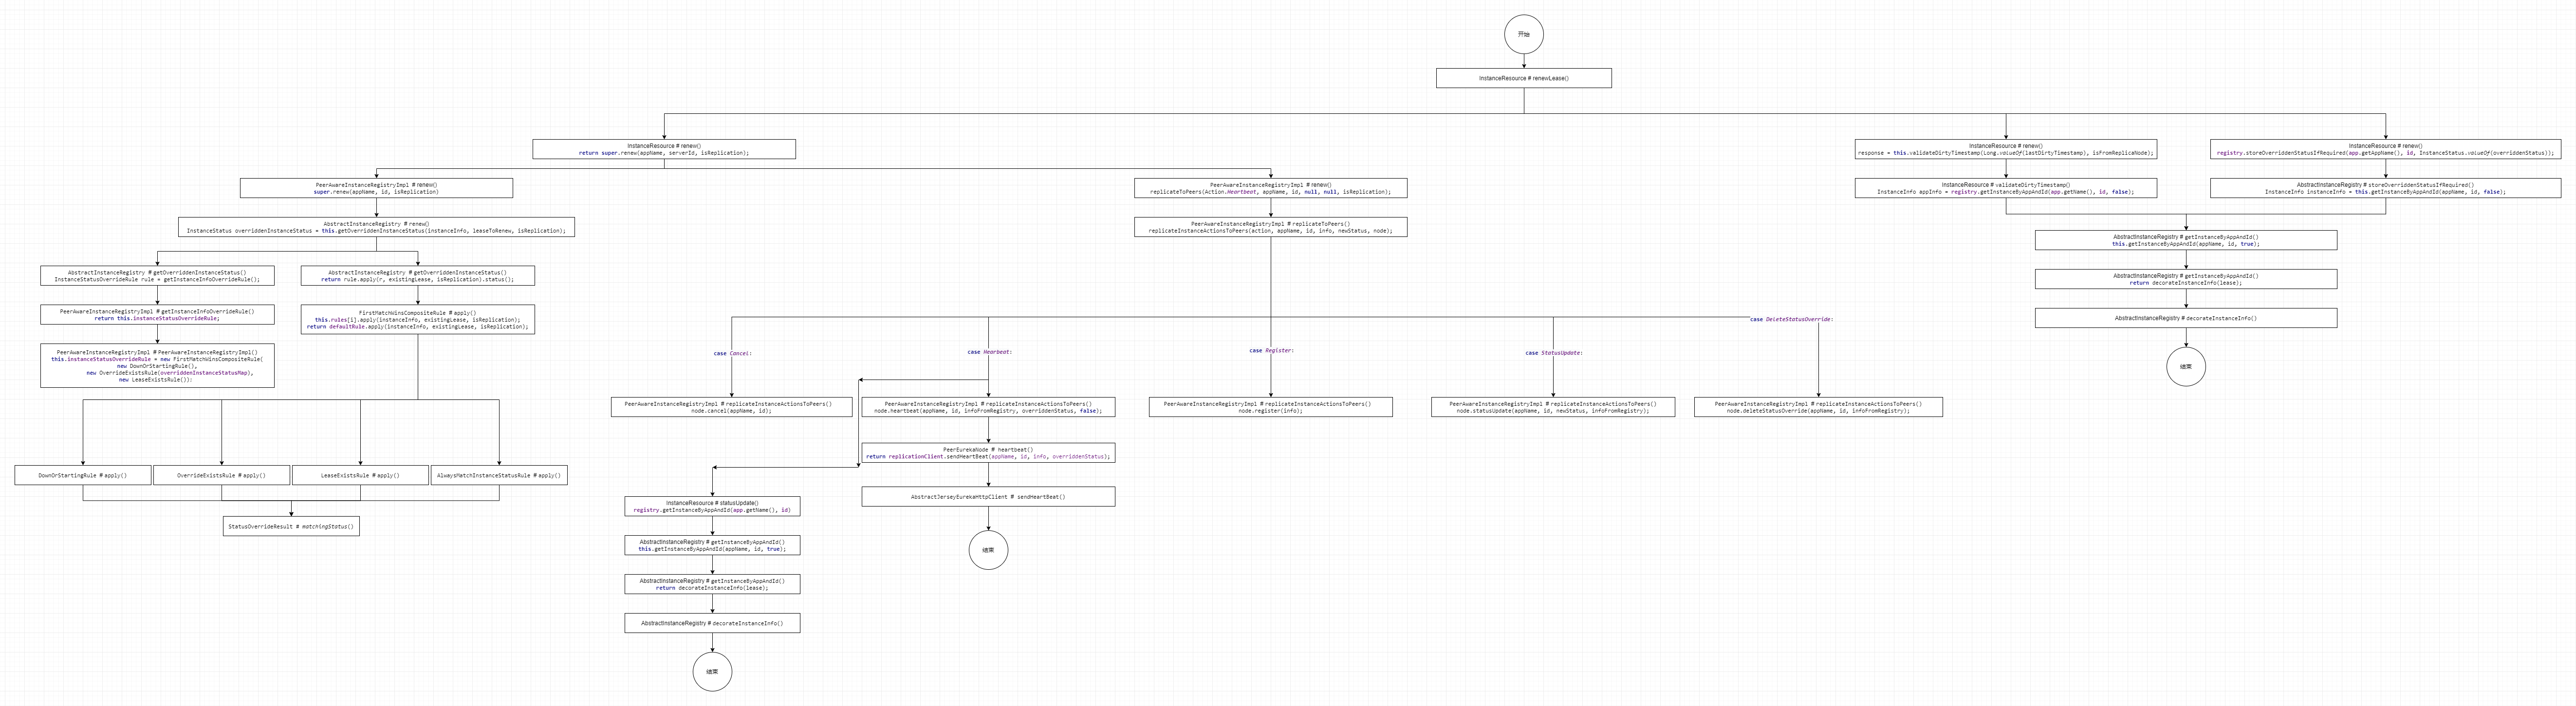 开始
InstanceResource # renewLease()
InstanceResource # renew()
return super.renew(appName, serverId, isReplication);
InstanceResource # renew()
response = this.validateDirtyTimestamp(Long.valueOf(lastDirtyTimestamp), isFromReplicaNode);
InstanceResource # renew()
registry.storeOverriddenStatusIfRequired(app.getAppName(), id, InstanceStatus.valueOf(overriddenStatus));
PeerAwareInstanceRegistryImpl # renew()
super.renew(appName, id, isReplication)
PeerAwareInstanceRegistryImpl # renew()
replicateToPeers(Action.Heartbeat, appName, id, null, null, isReplication);
InstanceResource # validateDirtyTimestamp()
InstanceInfo appInfo = registry.getInstanceByAppAndId(app.getName(), id, false);
AbstractInstanceRegistry # storeOverriddenStatusIfRequired()
InstanceInfo instanceInfo = this.getInstanceByAppAndId(appName, id, false);
AbstractInstanceRegistry # renew()
InstanceStatus overriddenInstanceStatus = this.getOverriddenInstanceStatus(instanceInfo, leaseToRenew, isReplication);
PeerAwareInstanceRegistryImpl # replicateToPeers()
replicateInstanceActionsToPeers(action, appName, id, info, newStatus, node);
AbstractInstanceRegistry # getInstanceByAppAndId()
this.getInstanceByAppAndId(appName, id, true);
AbstractInstanceRegistry # getOverriddenInstanceStatus()
InstanceStatusOverrideRule rule = getInstanceInfoOverrideRule();
AbstractInstanceRegistry # getOverriddenInstanceStatus()
return rule.apply(r, existingLease, isReplication).status();
AbstractInstanceRegistry # getInstanceByAppAndId()
return decorateInstanceInfo(lease);
PeerAwareInstanceRegistryImpl # getInstanceInfoOverrideRule()
return this.instanceStatusOverrideRule;
FirstMatchWinsCompositeRule # apply()
this.rules[i].apply(instanceInfo, existingLease, isReplication);
return defaultRule.apply(instanceInfo, existingLease, isReplication);
AbstractInstanceRegistry # decorateInstanceInfo()
PeerAwareInstanceRegistryImpl # PeerAwareInstanceRegistryImpl()
this.instanceStatusOverrideRule = new FirstMatchWinsCompositeRule(
new DownOrStartingRule(),
new OverrideExistsRule(overriddenInstanceStatusMap),
new LeaseExistsRule());
case Cancel:
case Hearbeat:
case Register:
case StatusUpdate:
case DeleteStatusOverride:
结束
PeerAwareInstanceRegistryImpl # replicateInstanceActionsToPeers()
node.cancel(appName, id);
PeerAwareInstanceRegistryImpl # replicateInstanceActionsToPeers()
node.heartbeat(appName, id, infoFromRegistry, overriddenStatus, false);
PeerAwareInstanceRegistryImpl # replicateInstanceActionsToPeers()
node.register(info);
PeerAwareInstanceRegistryImpl # replicateInstanceActionsToPeers()
node.statusUpdate(appName, id, newStatus, infoFromRegistry);
PeerAwareInstanceRegistryImpl # replicateInstanceActionsToPeers()
node.deleteStatusOverride(appName, id, infoFromRegistry);
PeerEurekaNode # heartbeat()
return replicationClient.sendHeartBeat(appName, id, info, overriddenStatus);
DownOrStartingRule # apply()
OverrideExistsRule # apply()
LeaseExistsRule # apply()
AlwaysMatchInstanceStatusRule # apply()
AbstractJerseyEurekaHttpClient # sendHeartBeat()
StatusOverrideResult # matchingStatus()
InstanceResource # statusUpdate()
registry.getInstanceByAppAndId(app.getName(), id)
AbstractInstanceRegistry # getInstanceByAppAndId()
this.getInstanceByAppAndId(appName, id, true);
结束
AbstractInstanceRegistry # getInstanceByAppAndId()
return decorateInstanceInfo(lease);
AbstractInstanceRegistry # decorateInstanceInfo()
结束